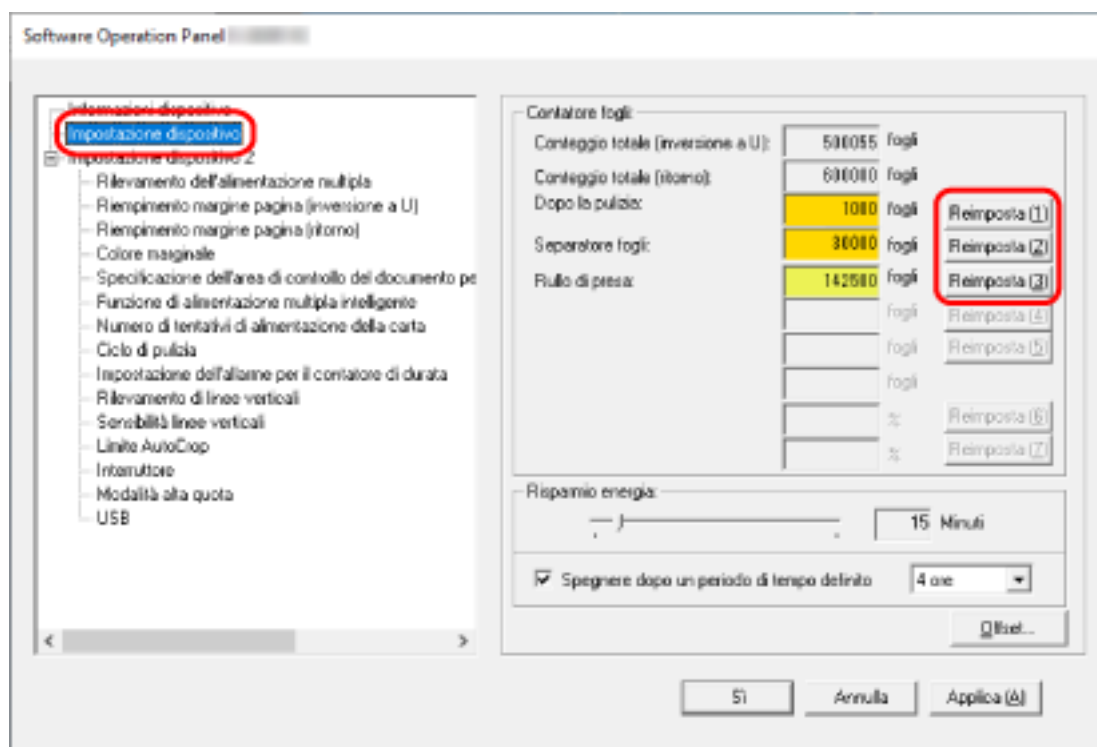 Software Operation Panel
Informazioni dispositivo
Impostazione dispositivo
Impostazione dispositivo 2
Rilevamento dell'alimentazione multipla
Riempimento margine pagina (inversione a U)
Riempimento margine pagina (ritorno)
Colore marginale
Specificazione dell'area di controllo del documento pe
Funzione di alimentazione multipla intelligente
Numero di tentativi di alimentazione della carta
Ciclo di pulizia
Impostazione dell'allarme per il contatore di durata
Rilevamento di linee verticali
Sensibilità linee verticali
Limite AutoCrop
Interruttore
Modalità alta quota
USB
Contatore fogli:
Conteggio totale (inversione a U): 500055 fogli
Conteggio totale (ritorno): 600000 fogli
Dopo la pulizia: 1000 fogli Reimposta (1)
Separatore fogli: 30000 fogli Reimposta (2)
Rullo di presa: 142500 fogli Reimposta (3)
fogli Reimposta (4)
fogli Reimposta (5)
fogli
% Reimposta (6)
% Reimposta (7)
Risparmio energia:
15 Minuti
Spegnere dopo un periodo di tempo definito 4 ore
Offset...
Sì Annulla Applica (A)